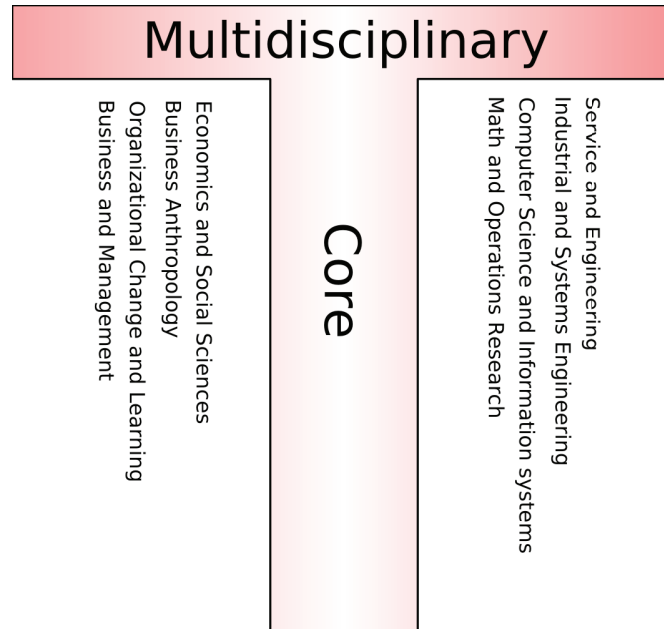 Multidisciplinary
Core
Economics and Social Sciences
Business Anthropology
Organizational Change and Learning
Business and Management
Service and Engineering
Industrial and Systems Engineering
Computer Science and Information systems
Math and Operations Research